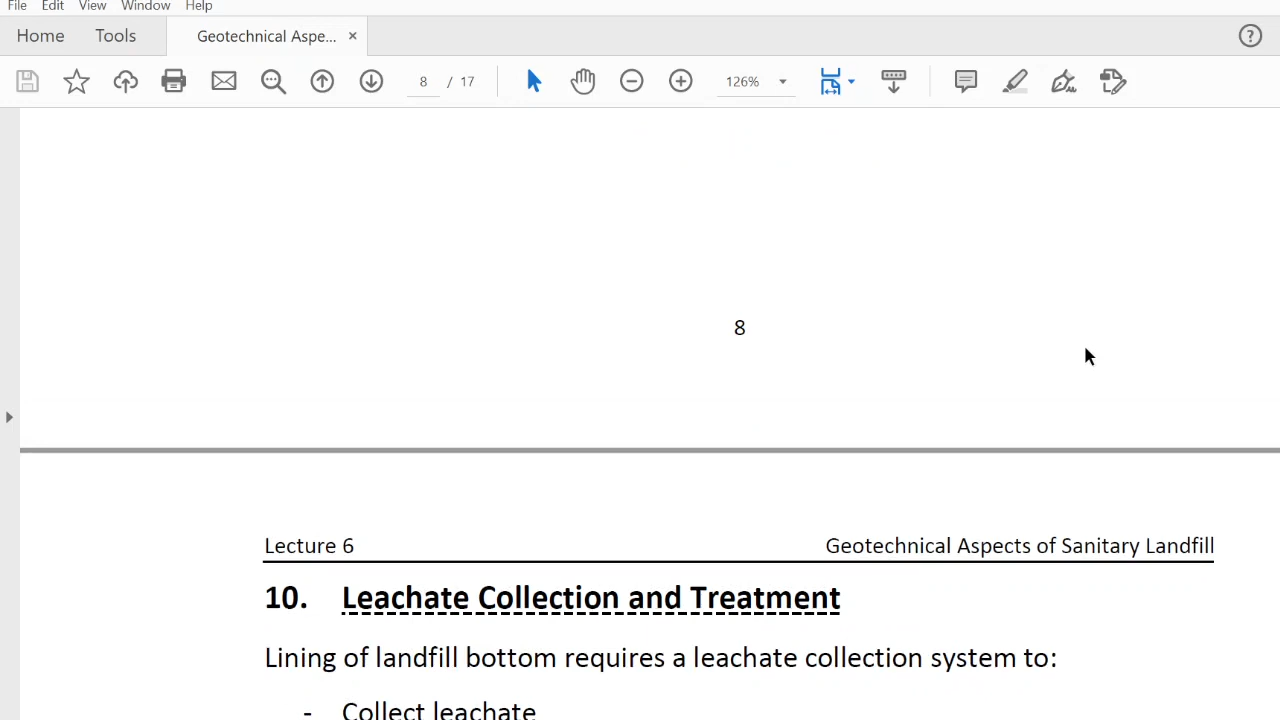 File Edit View Window Help
Home Tools Geotechnical Aspe... ×
8 / 17 126%
8
Lecture 6 Geotechnical Aspects of Sanitary Landfill
10. Leachate Collection and Treatment
Lining of landfill bottom requires a leachate collection system to:
- Collect leachate